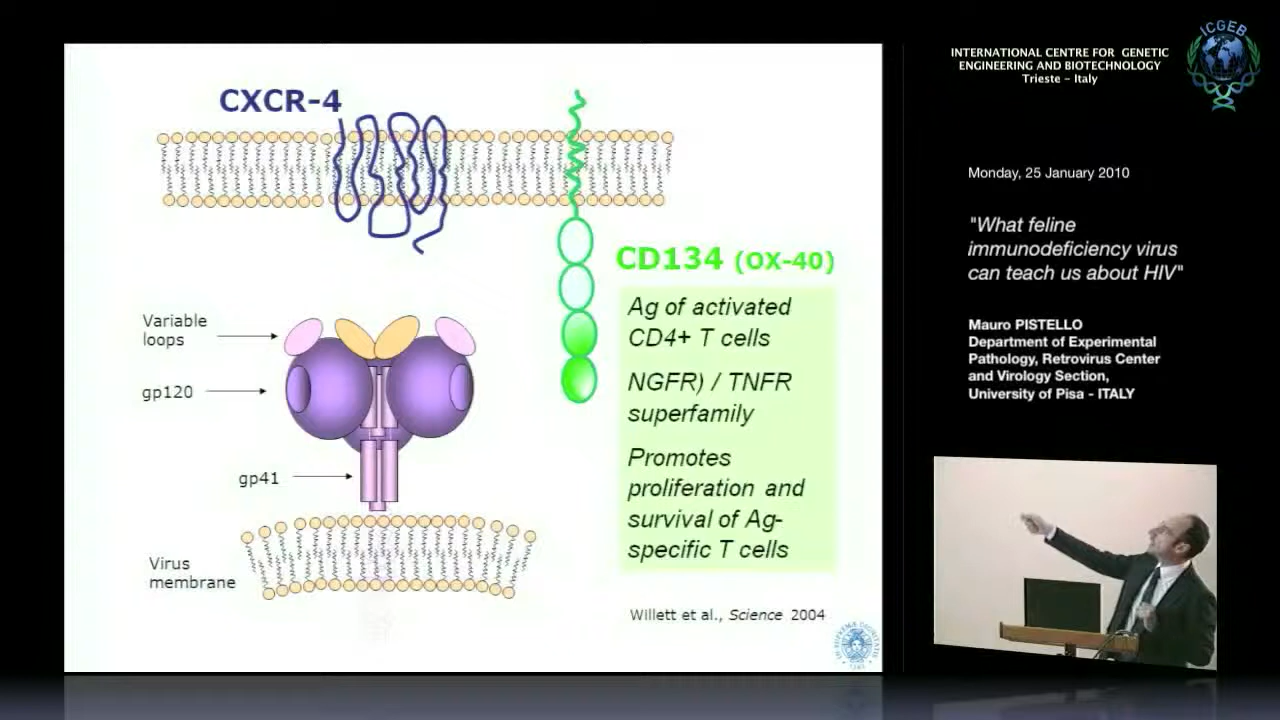 CXCR-4
CD134 (OX-40)
Ag of activated
CD4+ T cells
NGFR) / TNFR
superfamily
Promotes
proliferation and
survival of Ag-
specific T cells
Variable
loops
gp120
gp41
Virus
membrane
Willett et al., Science 2004
ICGEB
INTERNATIONAL CENTRE FOR GENETIC
ENGINEERING AND BIOTECHNOLOGY
Trieste - Italy
Monday, 25 January 2010
"What feline
immunodeficiency virus
can teach us about HIV"
Mauro PISTELLO
Department of Experimental
Pathology, Retrovirus Center
and Virology Section,
University of Pisa - ITALY